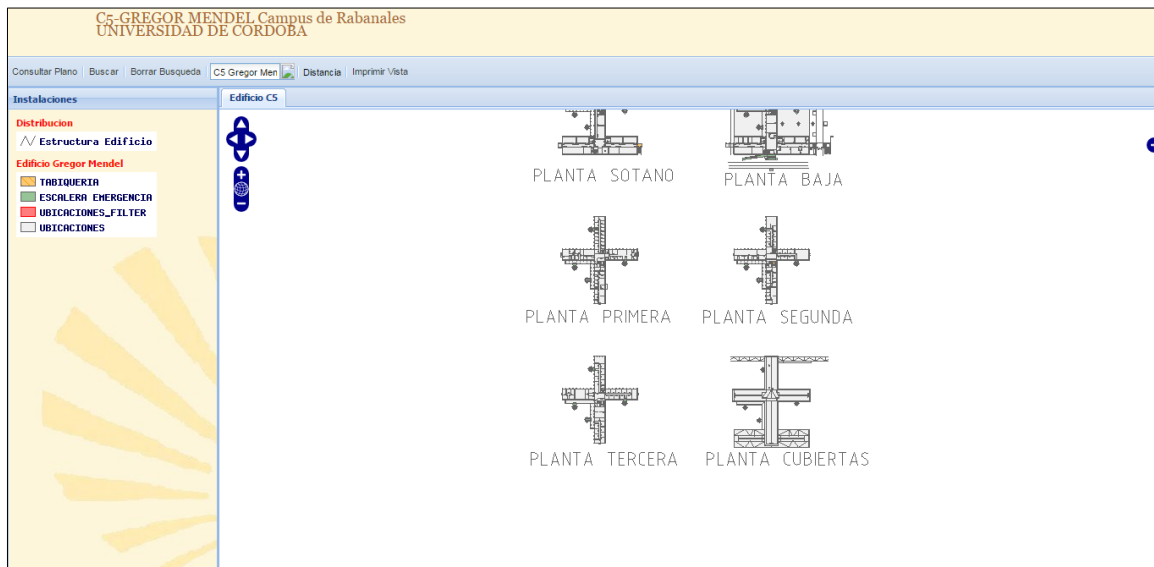 C5-GREGOR MENDEL Campus de Rabanales
UNIVERSIDAD DE CORDOBA
Consultar Plano Buscar Borrar Busqueda C5 Gregor Men Distancia Imprimir Vista
Instalaciones
Edificio C5
Distribucion
Estructura Edificio
Edificio Gregor Mendel
TABIQUERIA
ESCALERA EMERGENCIA
UBICACIONES_FILTER
UBICACIONES
PLANTA SOTANO
PLANTA BAJA
PLANTA PRIMERA
PLANTA SEGUNDA
PLANTA TERCERA
PLANTA CUBIERTAS